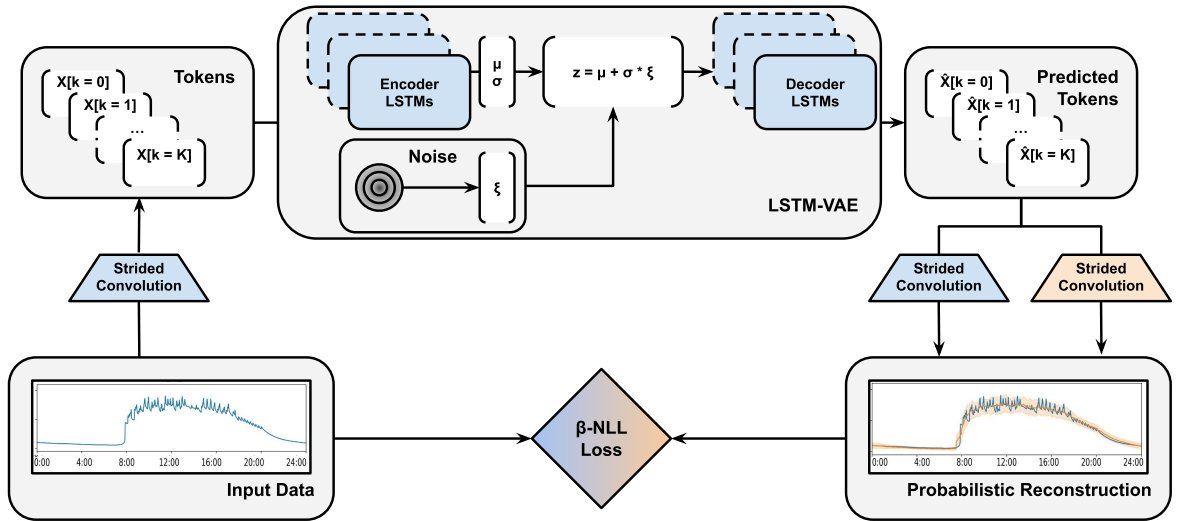 Tokens
X[k = 0]
X[k = 1]
...
X[k = K]
Encoder
LSTMs
μ
σ
z = μ + σ * ξ
Decoder
LSTMs
Noise
ξ
LSTM-VAE
Predicted
Tokens
X̂[k = 0]
X̂[k = 1]
...
X̂[k = K]
Strided
Convolution
Strided
Convolution
Strided
Convolution
0:00 4:00 8:00 12:00 16:00 20:00 24:00
Input Data
β-NLL
Loss
0:00 4:00 8:00 12:00 16:00 20:00 24:00
Probabilistic Reconstruction